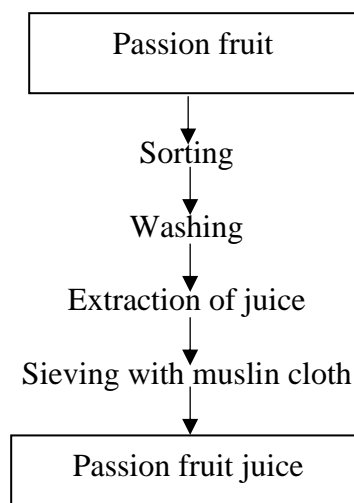 Passion fruit
Sorting
Washing
Extraction of juice
Sieving with muslin cloth
Passion fruit juice